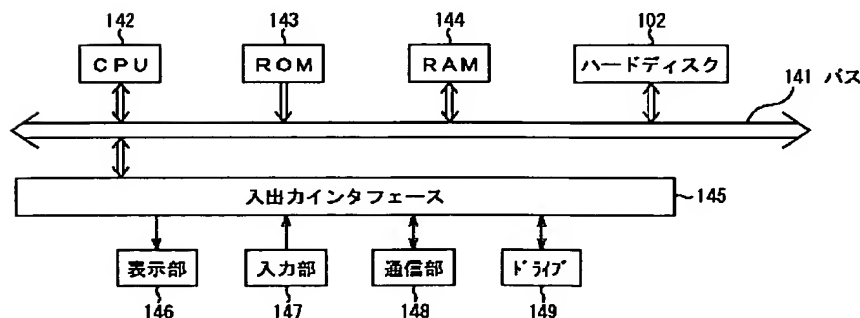 142 143 144 102
CPU ROM RAM ハードディスク
141 バス
入出力インタフェース 145
表示部 入力部 通信部 ドライブ
146 147 148 149